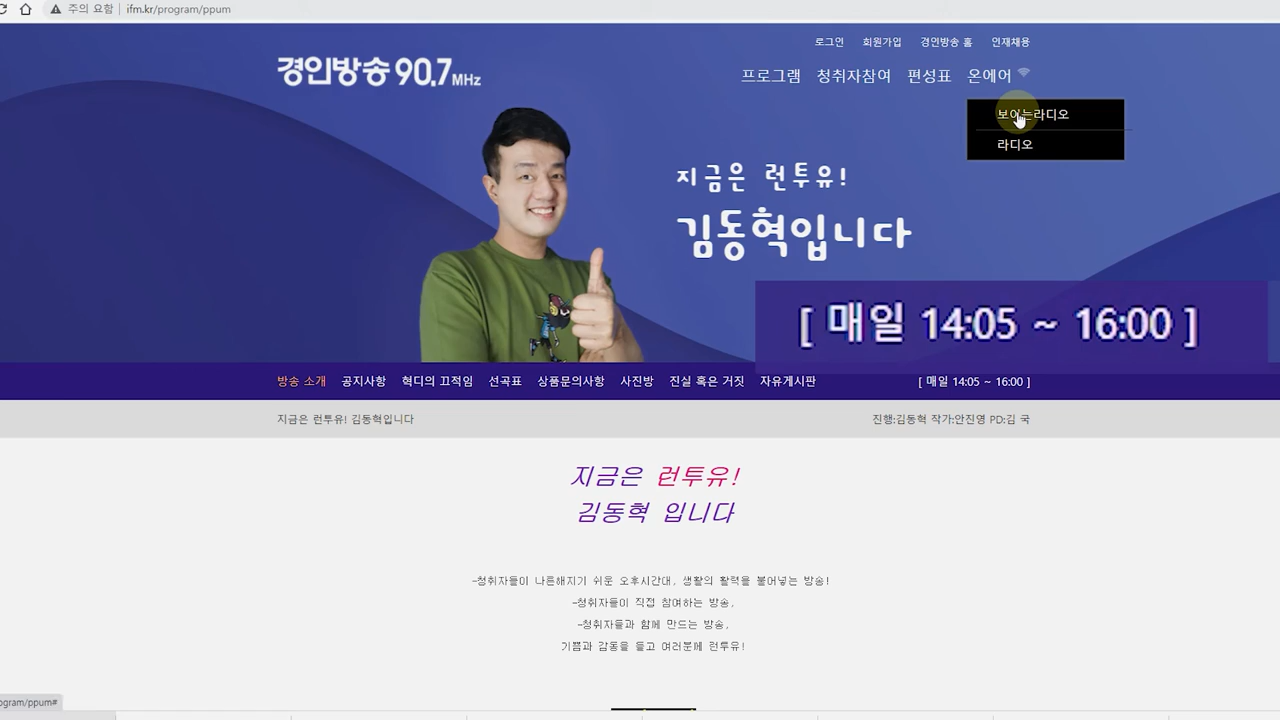 주의 요함 | ifm.kr/program/ppum
로그인 회원가입 경인방송 홈 인재채용
경인방송 90.7MHz
프로그램 청취자참여 편성표 온에어
보이는라디오
라디오
지금은 런투유!
김동혁입니다
[ 매일 14:05 ~ 16:00 ]
방송 소개 공지사항 혁디의 끄적임 선곡표 상품문의사항 사진방 진실 혹은 거짓 자유게시판 [ 매일 14:05 ~ 16:00 ]
지금은 런투유! 김동혁입니다 진행:김동혁 작가:안진영 PD:김 국
지금은 런투유!
김동혁 입니다
-청취자들이 나른해지기 쉬운 오후시간대, 생활의 활력을 불어넣는 방송!
-청취자들이 직접 참여하는 방송,
-청취자들과 함께 만드는 방송,
기쁨과 감동을 들고 여러분께 런투유!
ogram/ppum#